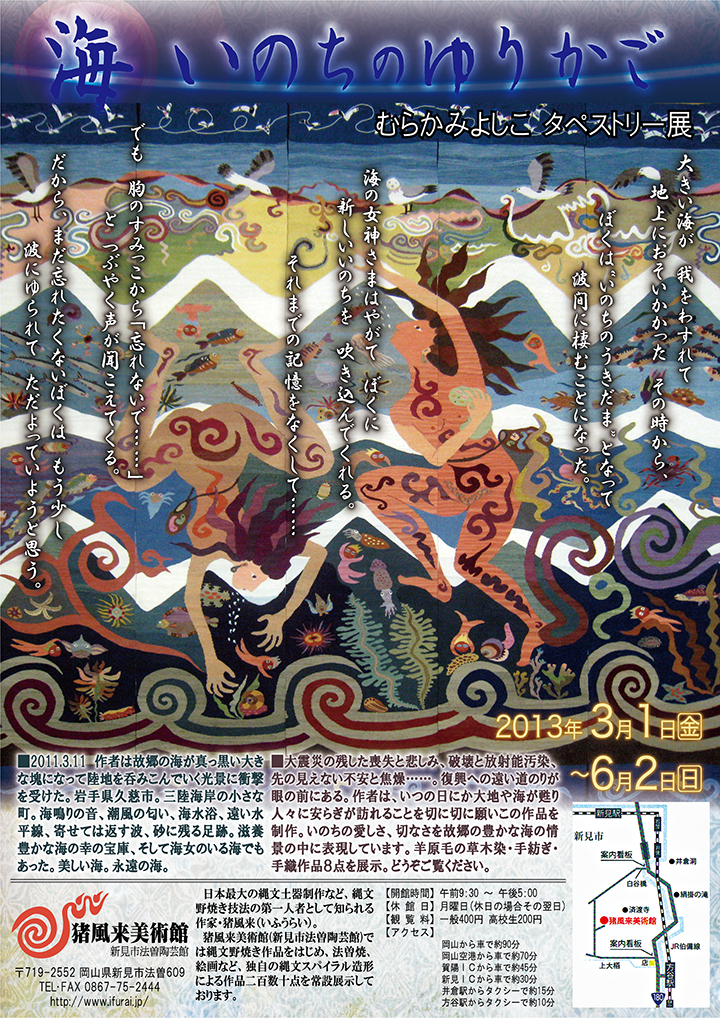 海 いのちのゆりかご
むらかみよしこ タペストリー展
大きい海が 我をわすれて
地上におそいかかった その時から、
ぼくは“いのちのうきだま”となって
波間に棲むことになった。
海の女神さまはやがて ぼくに
新しいいのちを 吹き込んでくれる。
それまでの記憶をなくして……
でも 胸のすみっこから「忘れないで……」
と つぶやく声が聞こえてくる。
だから、まだ忘れたくないぼくは もう少し
波にゆられて ただよっていようと思う。
2013年 3月1日㊎
～6月2日㊐
■2011.3.11 作者は故郷の海が真っ黒い大き
な塊になって陸地を呑みこんでいく光景に衝撃
を受けた。岩手県久慈市。三陸海岸の小さな
町。海鳴りの音、潮風の匂い、海水浴、遠い水
平線、寄せては返す波、砂に残る足跡。滋養
豊かな海の幸の宝庫、そして海女のいる海でも
あった。美しい海。永遠の海。
■大震災の残した喪失と悲しみ、破壊と放射能汚染、
先の見えない不安と焦燥……。復興への遠い道のりが
眼の前にある。作者は、いつの日にか大地や海が甦り
人々に安らぎが訪れることを切に切に願いこの作品を
制作。いのちの愛しさ、切なさを故郷の豊かな海の情
景の中に表現しています。羊原毛の草木染・手紡ぎ・
手織作品8点を展示。どうぞご覧ください。
猪風来美術館
新見市法曽陶芸館
〒719-2552 岡山県新見市法曽609
TEL・FAX 0867-75-2444
http://www.ifurai.jp/
日本最大の縄文土器制作など、縄文
野焼き技法の第一人者として知られる
作家・猪風来(いふうらい)。
猪風来美術館(新見市法曽陶芸館)で
は縄文野焼き作品をはじめ、法曽焼、
絵画など、独自の縄文スパイラル造形
による作品二百数十点を常設展示して
おります。
【開館時間】 午前9:30 ～ 午後5:00
【休 館 日】 月曜日(休日の場合その翌日)
【観 覧 料】 一般400円 高校生200円
【アクセス】
岡山から車で約90分
岡山空港から車で約70分
賀陽ＩＣから車で約45分
新見ＩＣから車で約30分
井倉駅からタクシーで約15分
方谷駅からタクシーで約10分
新見駅
新見市
井倉駅
案内看板
井倉洞
白谷橋
絹掛の滝
済渡寺
猪風来美術館
JR伯備線
案内看板
上大栢
店
方谷駅
180